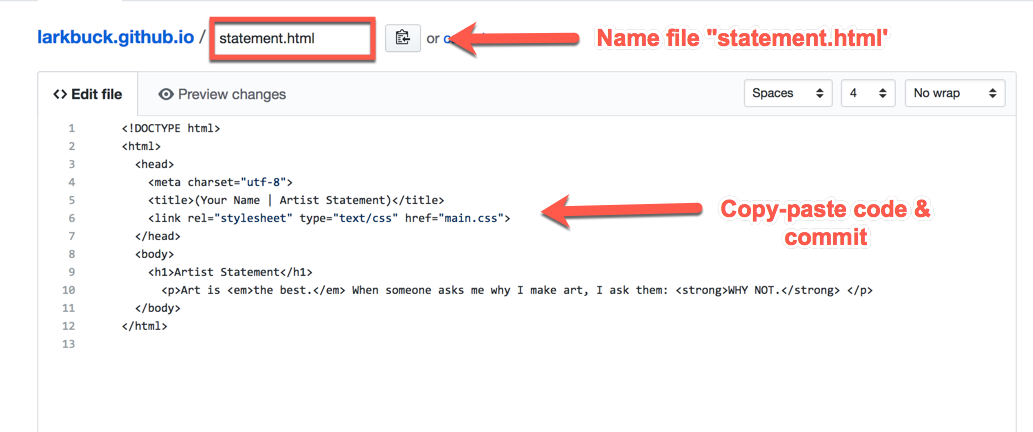 larkbuck.github.io / statement.html or
Name file "statement.html'
<> Edit file Preview changes Spaces 4 No wrap
1 <!DOCTYPE html>
2 <html>
3 <head>
4 <meta charset="utf-8">
5 <title>(Your Name | Artist Statement)</title>
6 <link rel="stylesheet" type="text/css" href="main.css">
7 </head>
8 <body>
9 <h1>Artist Statement</h1>
10 <p>Art is <em>the best.</em> When someone asks me why I make art, I ask them: <strong>WHY NOT.</strong> </p>
11 </body>
12 </html>
13
Copy-paste code &
commit